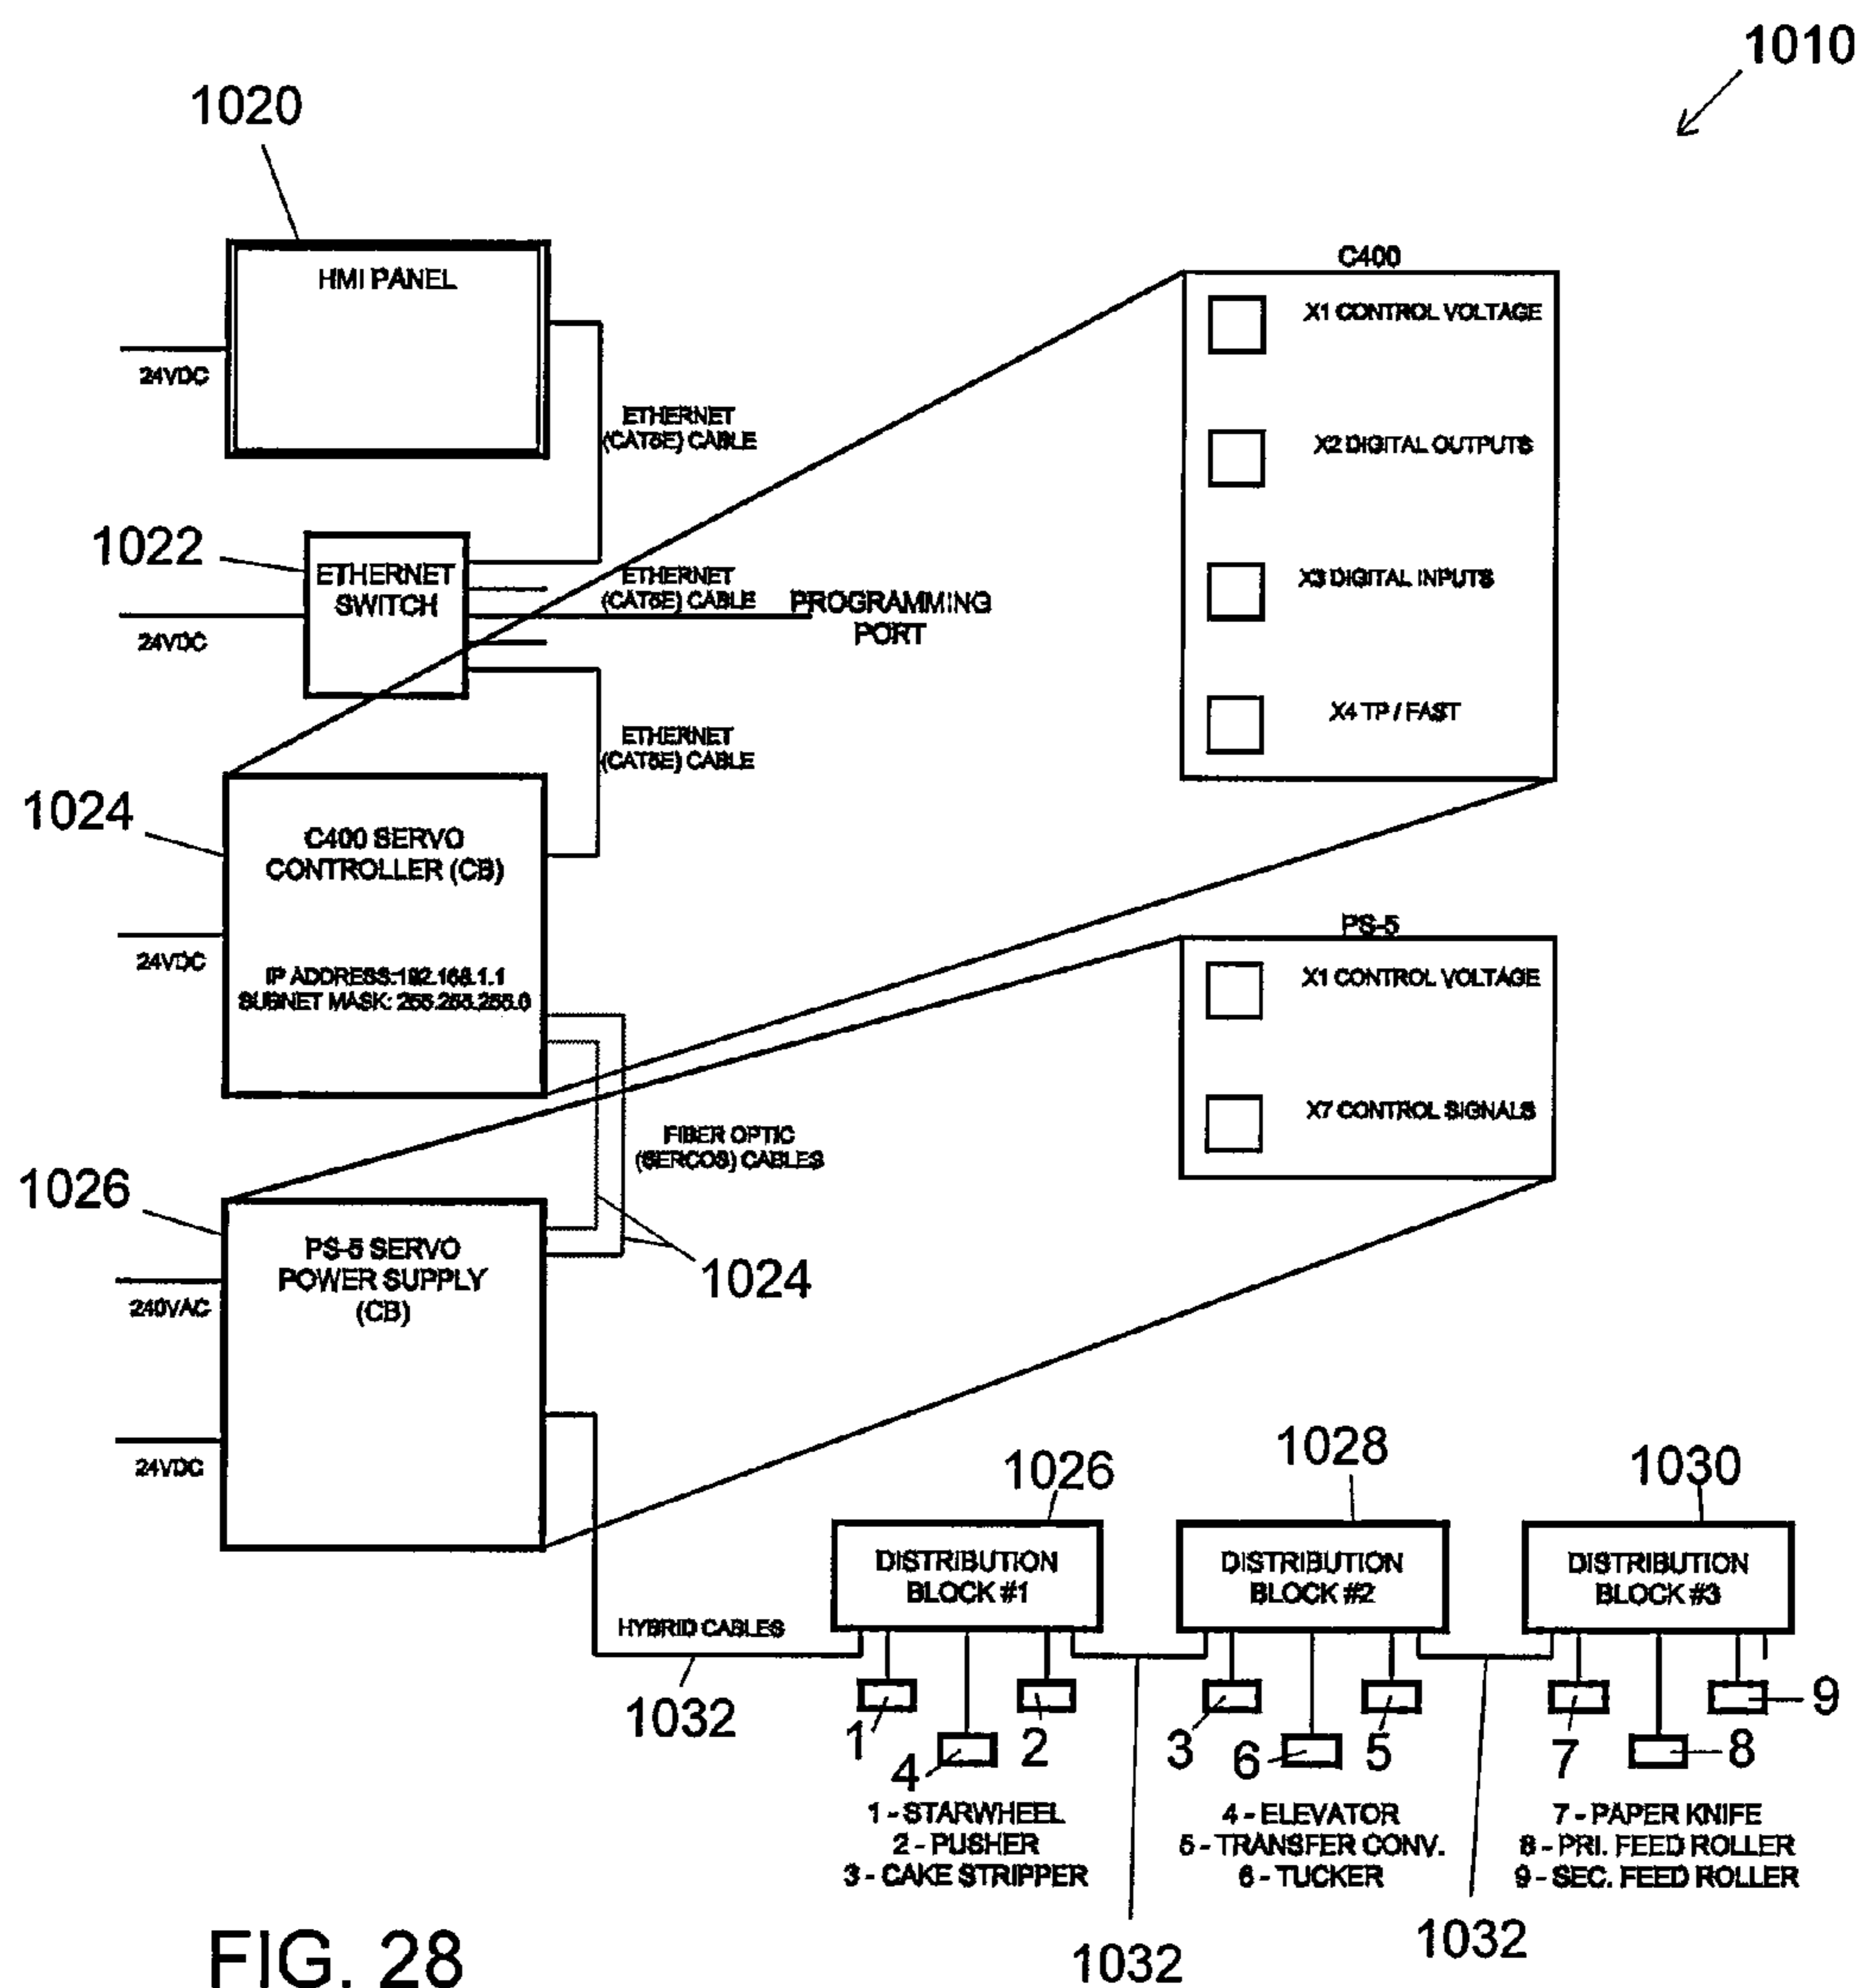 1010
1020
HMI PANEL
24VDC
ETHERNET
(CAT5E) CABLE
C400
X1 CONTROL VOLTAGE
X2 DIGITAL OUTPUTS
X3 DIGITAL INPUTS
X4 TP / FAST
1022
ETHERNET
SWITCH
24VDC
ETHERNET
(CAT5E) CABLE
PROGRAMMING
PORT
ETHERNET
(CAT5E) CABLE
1024
C400 SERVO
CONTROLLER (CB)
24VDC
IP ADDRESS:192.168.1.1
SUBNET MASK: 255.255.255.0
PS-5
X1 CONTROL VOLTAGE
X7 CONTROL SIGNALS
FIBER OPTIC
(SERCOS) CABLES
1024
1026
PS-5 SERVO
POWER SUPPLY
(CB)
240VAC
24VDC
1026
1028
1030
DISTRIBUTION
BLOCK #1
DISTRIBUTION
BLOCK #2
DISTRIBUTION
BLOCK #3
HYBRID CABLES
1032
1
4
2
3
6
5
7
8
9
1 - STARWHEEL
2 - PUSHER
3 - CAKE STRIPPER
4 - ELEVATOR
5 - TRANSFER CONV.
6 - TUCKER
7 - PAPER KNIFE
8 - PRI. FEED ROLLER
9 - SEC. FEED ROLLER
1032
1032
FIG. 28